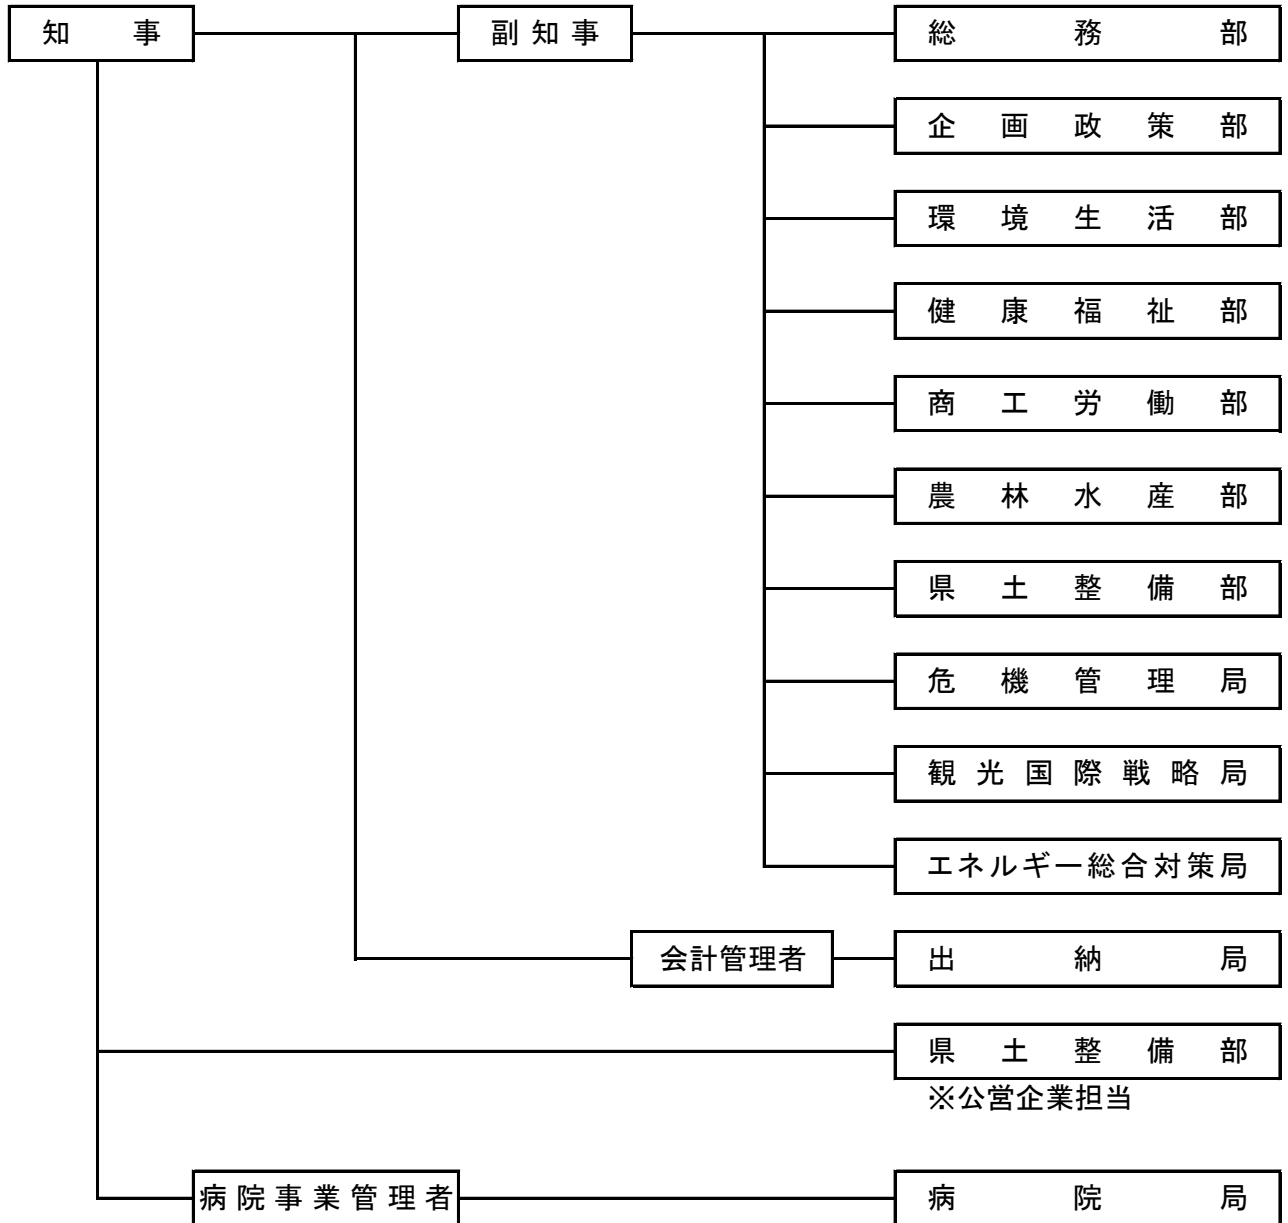 知事
副知事
総務部
企画政策部
環境生活部
健康福祉部
商工労働部
農林水産部
県土整備部
危機管理局
観光国際戦略局
エネルギー総合対策局
会計管理者
出納局
県土整備部
※公営企業担当
病院事業管理者
病院局